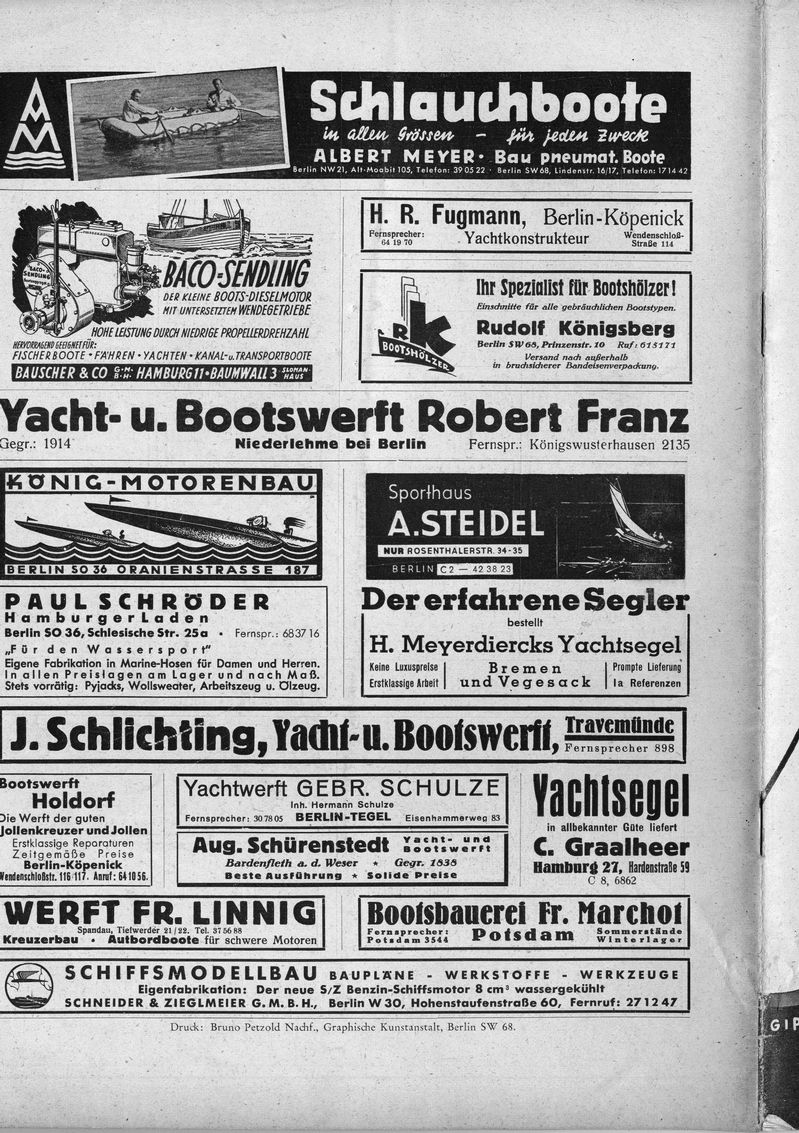 AM
Schlauchboote
in allen Grössen – für jeden Zweck
ALBERT MEYER · Bau pneumat. Boote
Berlin NW 21, Alt-Moabit 105, Telefon: 39 05 22 · Berlin SW 68, Lindenstr. 16/17, Telefon: 17 14 42
BACO-SENDLING
BACO-SENDLING
DER KLEINE BOOTS-DIESELMOTOR
MIT UNTERSETZTEM WENDEGETRIEBE
HOHE LEISTUNG DURCH NIEDRIGE PROPELLERDREHZAHL
HERVORRAGEND GEEIGNET FÜR:
FISCHERBOOTE · FÄHREN · YACHTEN · KANAL- u. TRANSPORTBOOTE
BAUSCHER & CO G·M·B·H· HAMBURG 11 · BAUMWALL 3 SLOMAN-HAUS
H. R. Fugmann, Berlin-Köpenick
Fernsprecher: 64 19 70
Yachtkonstrukteur
Wendenschloß-Straße 114
RK
BOOTSHÖLZER
Ihr Spezialist für Bootshölzer!
Einschnitte für alle gebräuchlichen Bootstypen.
Rudolf Königsberg
Berlin SW 68, Prinzenstr. 10 Ruf: 615171
Versand nach außerhalb
in bruchsicherer Bandeisenverpackung.
Yacht- u. Bootswerft Robert Franz
Gegr.: 1914 Niederlehme bei Berlin Fernspr.: Königswusterhausen 2135
KÖNIG-MOTORENBAU
BERLIN SO 36 ORANIENSTRASSE 187
Sporthaus
A. STEIDEL
NUR ROSENTHALERSTR. 34-35
BERLIN C 2 — 42 38 23
PAUL SCHRÖDER
Hamburger Laden
Berlin SO 36, Schlesische Str. 25a • Fernspr.: 68 37 16
„Für den Wassersport"
Eigene Fabrikation in Marine-Hosen für Damen und Herren.
In allen Preislagen am Lager und nach Maß.
Stets vorrätig: Pyjacks, Wollsweater, Arbeitszeug u. Ölzeug.
Der erfahrene Segler
bestellt
H. Meyerdiercks Yachtsegel
Keine Luxuspreise
Erstklassige Arbeit
Bremen
und Vegesack
Prompte Lieferung
Ia Referenzen
J. Schlichting, Yacht- u. Bootswerft, Travemünde
Fernsprecher 898
Bootswerft
Holdorf
Die Werft der guten
Jollenkreuzer und Jollen
Erstklassige Reparaturen
Zeitgemäße Preise
Berlin-Köpenick
Wendenschloßstr. 116/117. Anruf: 64 10 56.
Yachtwerft GEBR. SCHULZE
Inh. Hermann Schulze
Fernsprecher: 30 78 05 BERLIN-TEGEL Eisenhammerweg 83
Aug. Schürenstedt Yacht- und Bootswerft
Bardenfleth a. d. Weser ★ Gegr. 1838
Beste Ausführung ★ Solide Preise
Yachtsegel
in allbekannter Güte liefert
C. Graalheer
Hamburg 27, Hardenstraße 59
C 8, 6862
WERFT FR. LINNIG
Spandau, Tiefwerder 21/22. Tel. 37 56 88
Kreuzerbau • Autbordboote für schwere Motoren
Bootsbauerei Fr. Marchot
Fernsprecher: Potsdam 3544
Potsdam
Sommerstände
Winterlager
SCHIFFSMODELLBAU BAUPLÄNE - WERKSTOFFE - WERKZEUGE
Eigenfabrikation: Der neue S/Z Benzin-Schiffsmotor 8 cm³ wassergekühlt
SCHNEIDER & ZIEGLMEIER G.M.B.H., Berlin W 30, Hohenstaufenstraße 60, Fernruf: 27 12 47
Druck: Bruno Petzold Nachf., Graphische Kunstanstalt, Berlin SW 68.
GIP